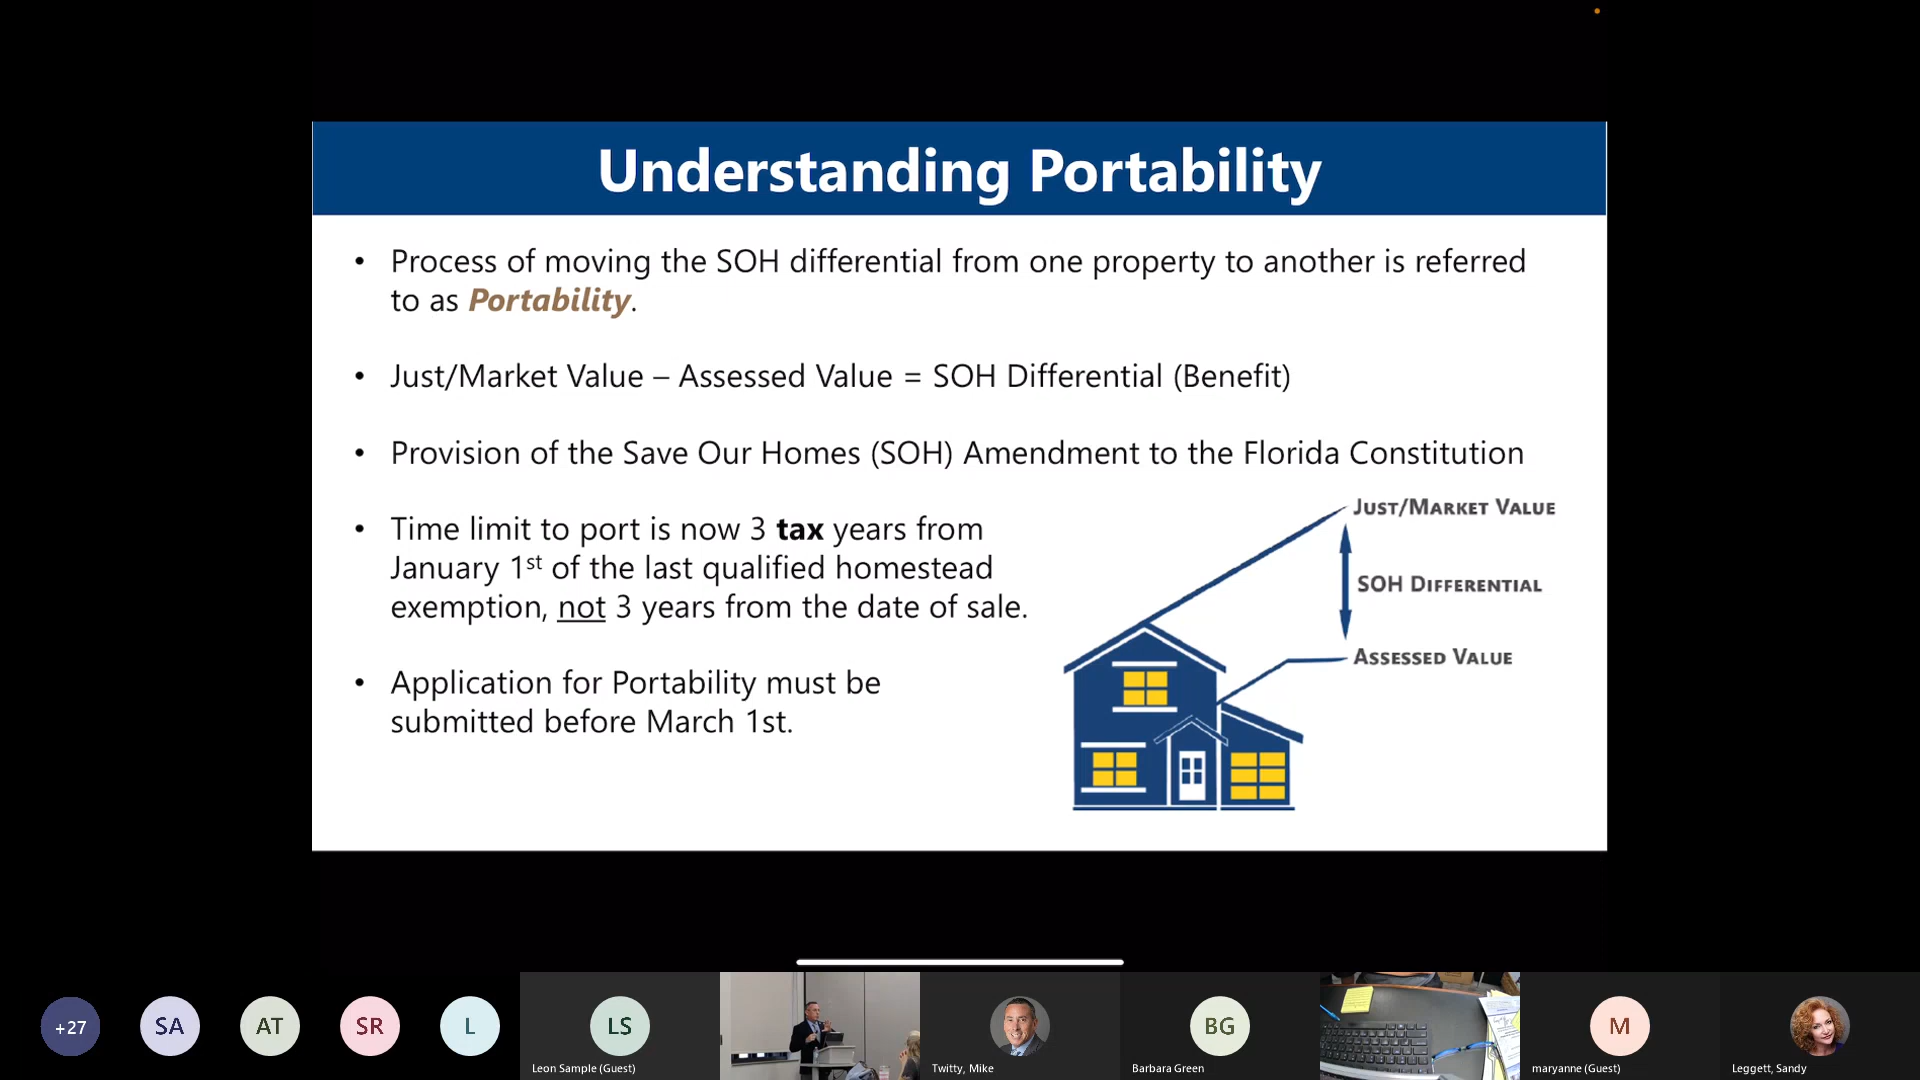 Understanding Portability
• Process of moving the SOH differential from one property to another is referred
to as Portability.
• Just/Market Value – Assessed Value = SOH Differential (Benefit)
• Provision of the Save Our Homes (SOH) Amendment to the Florida Constitution
• Time limit to port is now 3 tax years from
January 1st of the last qualified homestead
exemption, not 3 years from the date of sale.
• Application for Portability must be
submitted before March 1st.
Just/Market Value
SOH Differential
Assessed Value
+27
SA
AT
SR
L
LS
BG
M
Leon Sample (Guest)
Twitty, Mike
Barbara Green
maryanne (Guest)
Leggett, Sandy